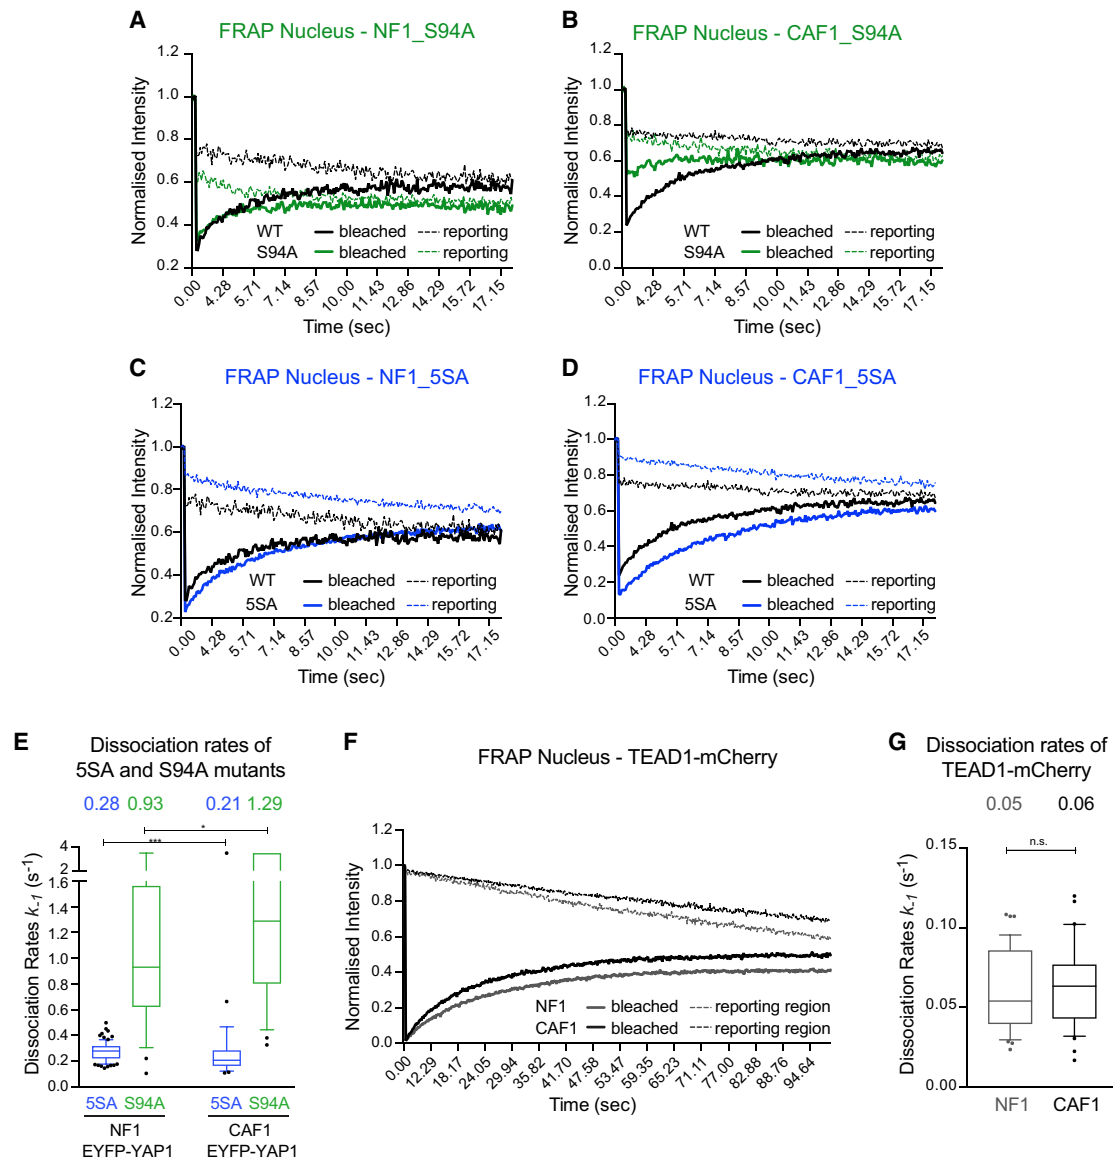 A
FRAP Nucleus - NF1_S94A
Normalised Intensity
1.2
1.0
0.8
0.6
0.4
0.2
WT bleached reporting
S94A bleached reporting
0.00 4.28 5.71 7.14 8.57 10.00 11.43 12.86 14.29 15.72 17.15
Time (sec)
B
FRAP Nucleus - CAF1_S94A
Normalised Intensity
1.2
1.0
0.8
0.6
0.4
0.2
0.0
WT bleached reporting
S94A bleached reporting
0.00 4.28 5.71 7.14 8.57 10.00 11.43 12.86 14.29 15.72 17.15
Time (sec)
C
FRAP Nucleus - NF1_5SA
Normalised Intensity
1.2
1.0
0.8
0.6
0.4
0.2
WT bleached reporting
5SA bleached reporting
0.00 4.28 5.71 7.14 8.57 10.00 11.43 12.86 14.29 15.72 17.15
Time (sec)
D
FRAP Nucleus - CAF1_5SA
Normalised Intensity
1.2
1.0
0.8
0.6
0.4
0.2
0.0
WT bleached reporting
5SA bleached reporting
0.00 4.28 5.71 7.14 8.57 10.00 11.43 12.86 14.29 15.72 17.15
Time (sec)
E
Dissociation rates of
5SA and S94A mutants
0.28 0.93 0.21 1.29
*
***
Dissociation Rates k-1 (s⁻¹)
4
2
1.6
1.4
1.2
1.0
0.8
0.6
0.4
0.2
0.0
5SA S94A 5SA S94A
NF1 CAF1
EYFP-YAP1 EYFP-YAP1
F
FRAP Nucleus - TEAD1-mCherry
Normalised Intensity
1.2
1.0
0.8
0.6
0.4
0.2
0.0
NF1 bleached reporting region
CAF1 bleached reporting region
0.00 12.29 18.17 24.05 29.94 35.82 41.70 47.58 53.47 59.35 65.23 71.11 77.00 82.88 88.76 94.64
Time (sec)
G
Dissociation rates of
TEAD1-mCherry
0.05 0.06
n.s.
Dissociation Rates k-1 (s⁻¹)
0.15
0.10
0.05
0.00
NF1 CAF1